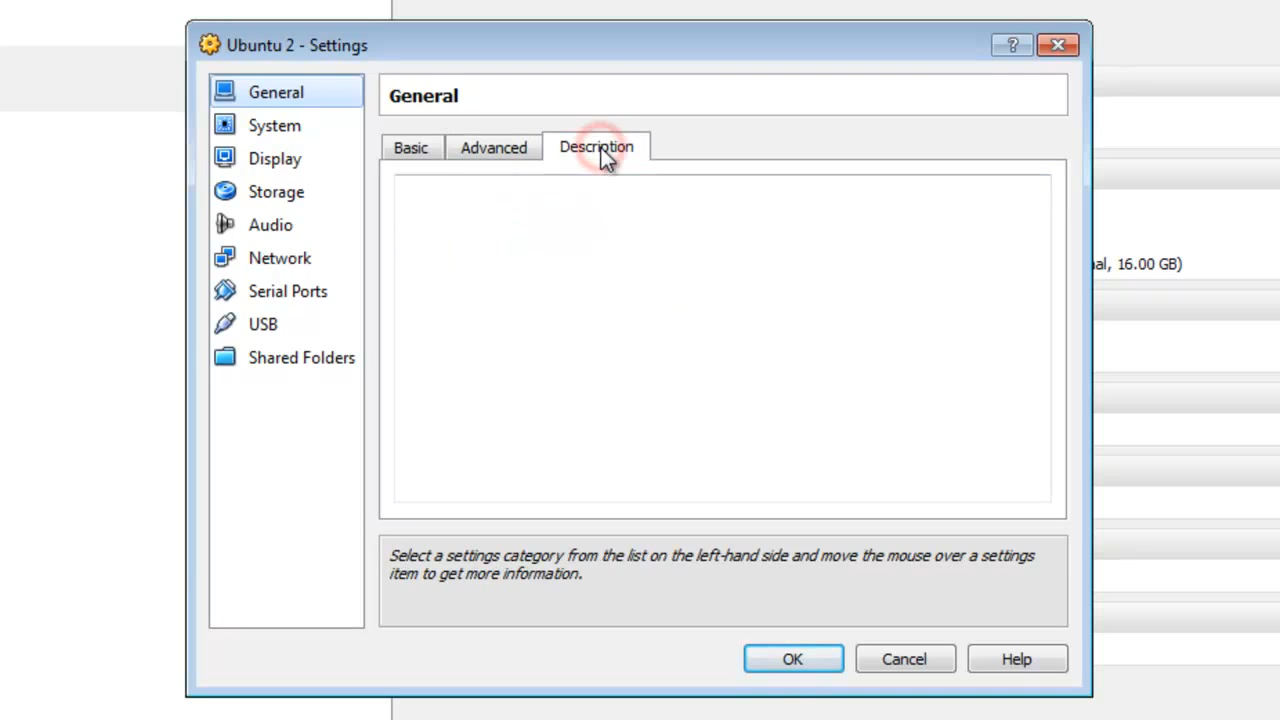 Ubuntu 2 - Settings
?
General
System
Display
Storage
Audio
Network
Serial Ports
USB
Shared Folders
General
Basic
Advanced
Description
Select a settings category from the list on the left-hand side and move the mouse over a settings
item to get more information.
OK
Cancel
Help
16.00 GB)